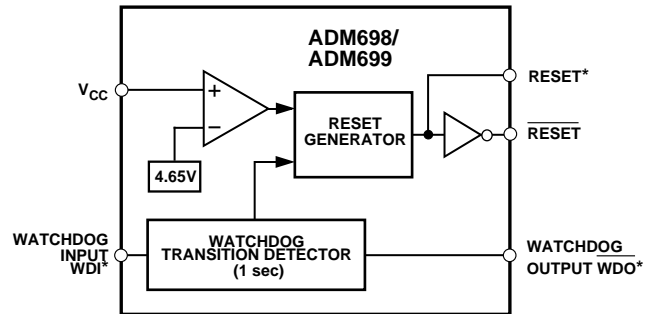 ADM698/
ADM699
VCC
+
−
4.65V
RESET
GENERATOR
RESET*
RESET
WATCHDOG
INPUT
WDI*
WATCHDOG
TRANSITION DETECTOR
(1 sec)
WATCHDOG
OUTPUT WDO*